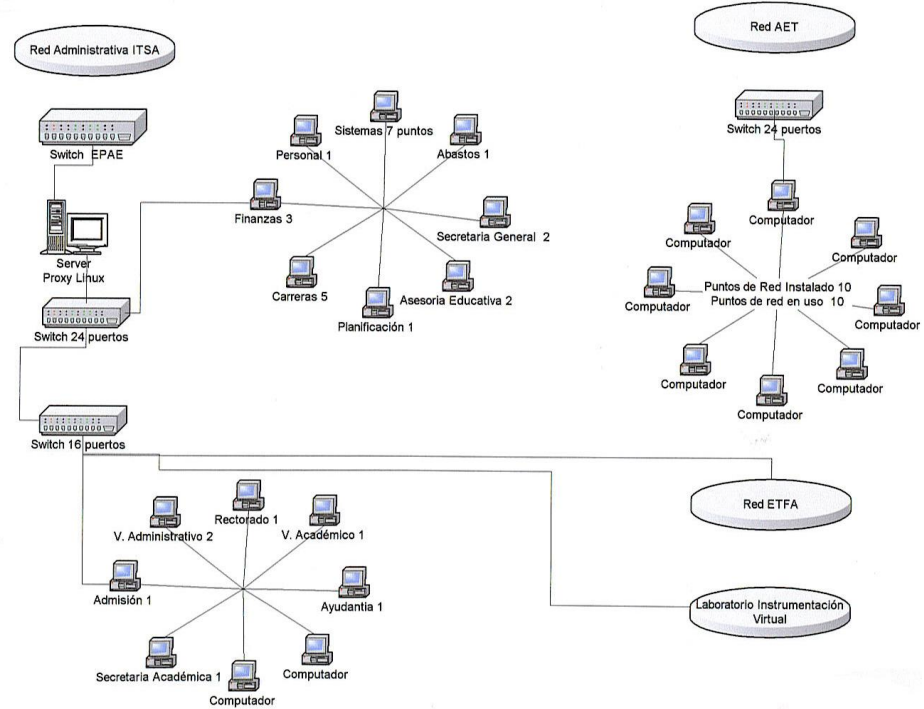 Red Administrativa ITSA
Switch EPAE
Server
Proxy Linux
Switch 24 puertos
Switch 16 puertos
Sistemas 7 puntos
Personal 1
Abastos 1
Finanzas 3
Secretaria General 2
Carreras 5
Asesoria Educativa 2
Planificación 1
Red AET
Switch 24 puertos
Computador
Computador
Computador
Puntos de Red Instalado 10
Puntos de red en uso 10
Computador
Computador
Computador
Computador
Computador
Rectorado 1
V. Administrativo 2
V. Académico 1
Admisión 1
Ayudantia 1
Secretaria Académica 1
Computador
Computador
Red ETFA
Laboratorio Instrumentación
Virtual